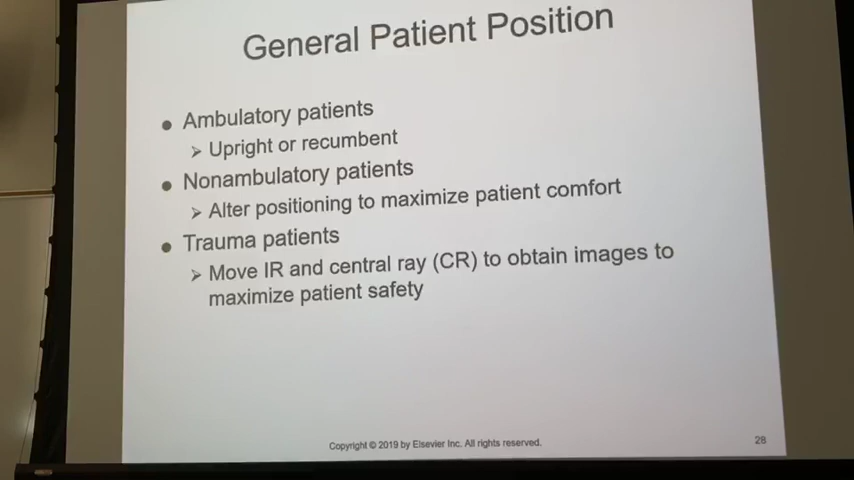 General Patient Position
● Ambulatory patients
➢ Upright or recumbent
● Nonambulatory patients
➢ Alter positioning to maximize patient comfort
● Trauma patients
➢ Move IR and central ray (CR) to obtain images to
maximize patient safety
Copyright © 2019 by Elsevier Inc. All rights reserved.
28